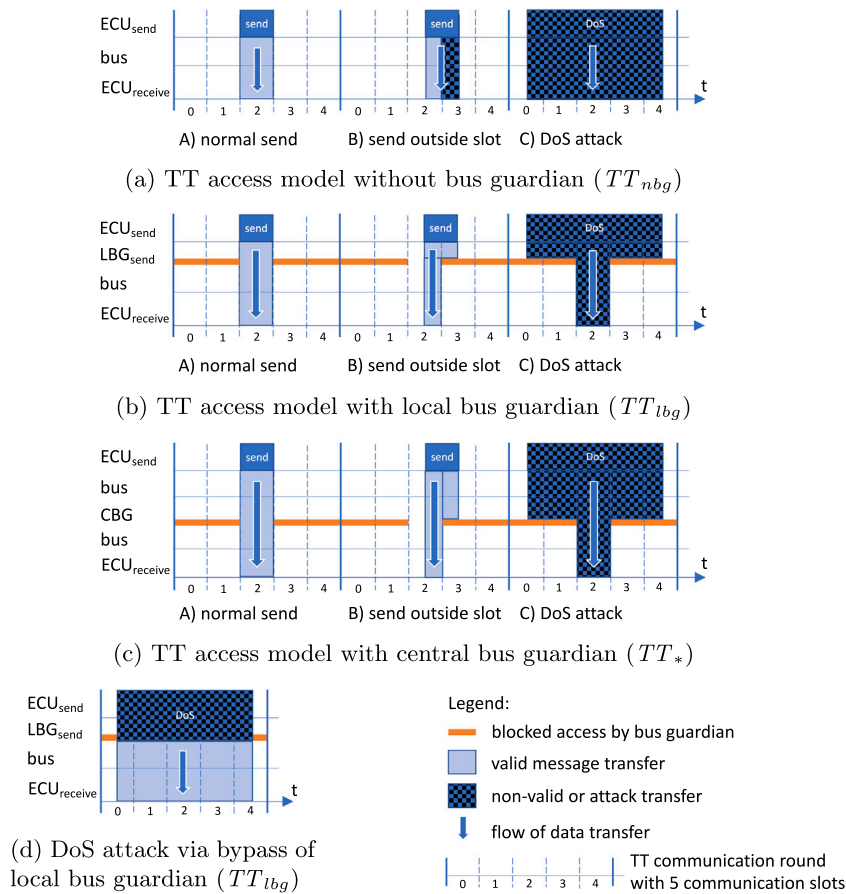 ECUsend send send DoS
bus
ECUreceive t
0 1 2 3 4 0 1 2 3 4 0 1 2 3 4
A) normal send B) send outside slot C) DoS attack
(a) TT access model without bus guardian (TTnbg)
ECUsend send send DoS
LBGsend
bus
ECUreceive t
0 1 2 3 4 0 1 2 3 4 0 1 2 3 4
A) normal send B) send outside slot C) DoS attack
(b) TT access model with local bus guardian (TTlbg)
ECUsend send send DoS
bus
CBG
bus
ECUreceive t
0 1 2 3 4 0 1 2 3 4 0 1 2 3 4
A) normal send B) send outside slot C) DoS attack
(c) TT access model with central bus guardian (TT*)
ECUsend DoS
LBGsend
bus
ECUreceive t
0 1 2 3 4
(d) DoS attack via bypass of
local bus guardian (TTlbg)
Legend:
blocked access by bus guardian
valid message transfer
non-valid or attack transfer
flow of data transfer
TT communication round
with 5 communication slots
0 1 2 3 4